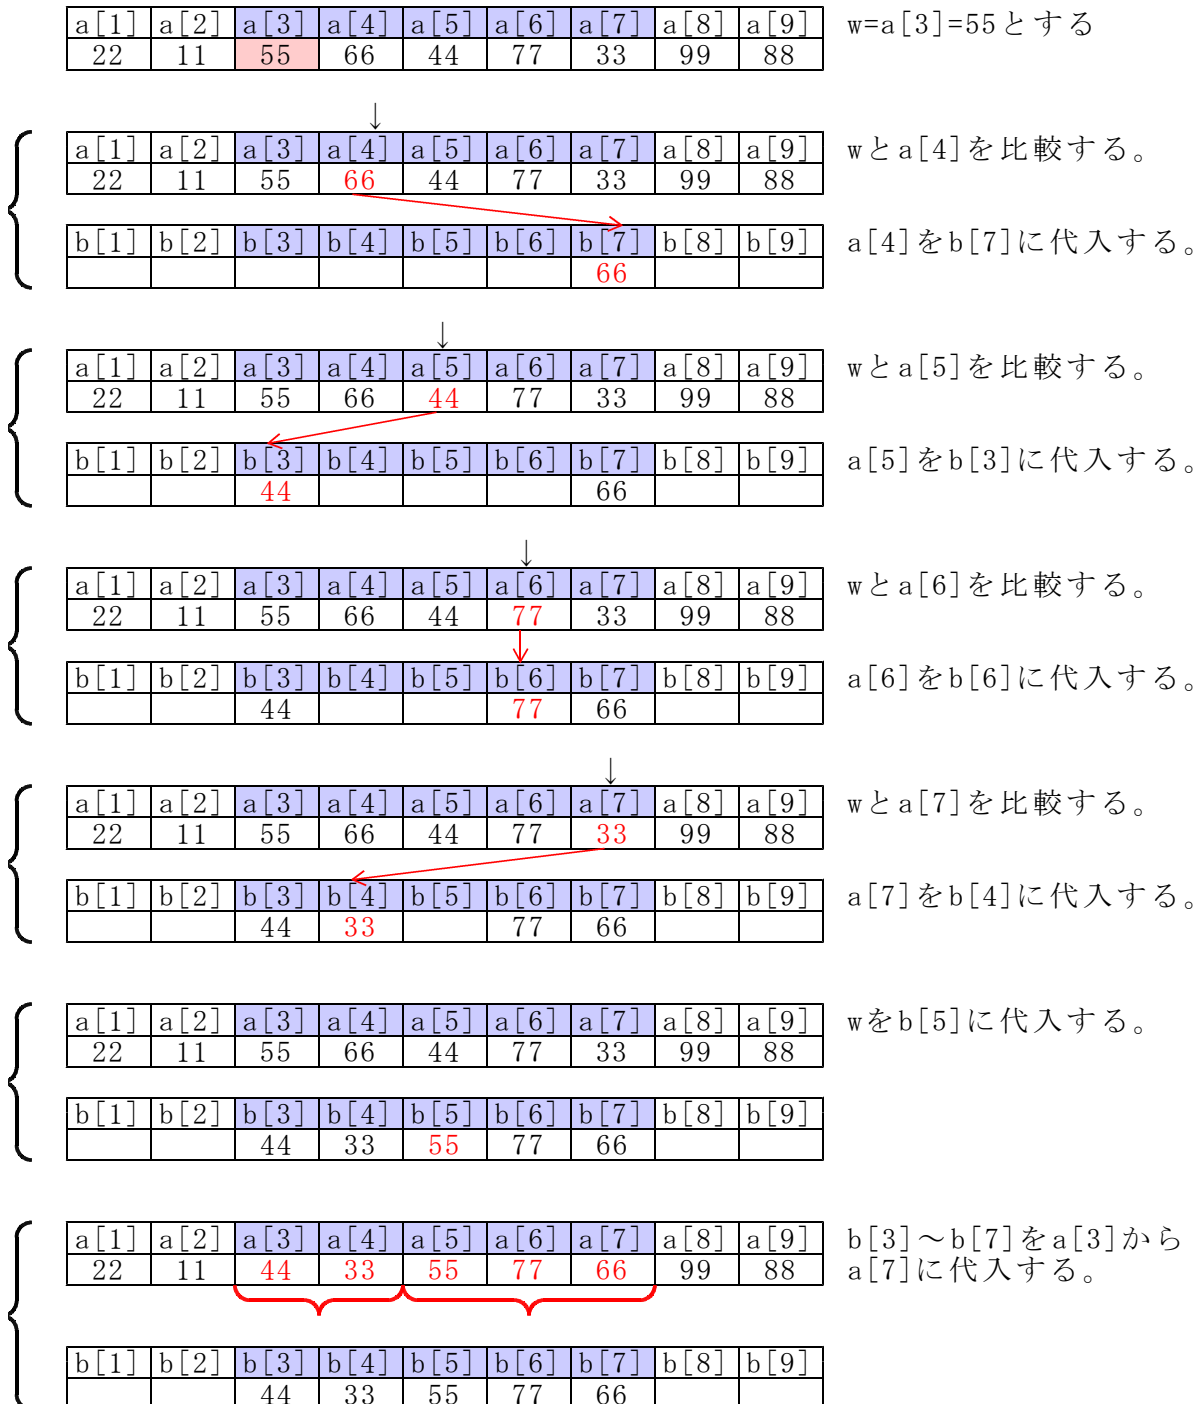 a[1] a[2] a[3] a[4] a[5] a[6] a[7] a[8] a[9] w=a[3]=55とする
22 11 55 66 44 77 33 99 88
↓
a[1] a[2] a[3] a[4] a[5] a[6] a[7] a[8] a[9] wとa[4]を比較する。
22 11 55 66 44 77 33 99 88
b[1] b[2] b[3] b[4] b[5] b[6] b[7] b[8] b[9] a[4]をb[7]に代入する。
66
↓
a[1] a[2] a[3] a[4] a[5] a[6] a[7] a[8] a[9] wとa[5]を比較する。
22 11 55 66 44 77 33 99 88
b[1] b[2] b[3] b[4] b[5] b[6] b[7] b[8] b[9] a[5]をb[3]に代入する。
44 66
↓
a[1] a[2] a[3] a[4] a[5] a[6] a[7] a[8] a[9] wとa[6]を比較する。
22 11 55 66 44 77 33 99 88
b[1] b[2] b[3] b[4] b[5] b[6] b[7] b[8] b[9] a[6]をb[6]に代入する。
44 77 66
↓
a[1] a[2] a[3] a[4] a[5] a[6] a[7] a[8] a[9] wとa[7]を比較する。
22 11 55 66 44 77 33 99 88
b[1] b[2] b[3] b[4] b[5] b[6] b[7] b[8] b[9] a[7]をb[4]に代入する。
44 33 77 66
a[1] a[2] a[3] a[4] a[5] a[6] a[7] a[8] a[9] wをb[5]に代入する。
22 11 55 66 44 77 33 99 88
b[1] b[2] b[3] b[4] b[5] b[6] b[7] b[8] b[9]
44 33 55 77 66
a[1] a[2] a[3] a[4] a[5] a[6] a[7] a[8] a[9] b[3]～b[7]をa[3]から
22 11 44 33 55 77 66 99 88 a[7]に代入する。
b[1] b[2] b[3] b[4] b[5] b[6] b[7] b[8] b[9]
44 33 55 77 66